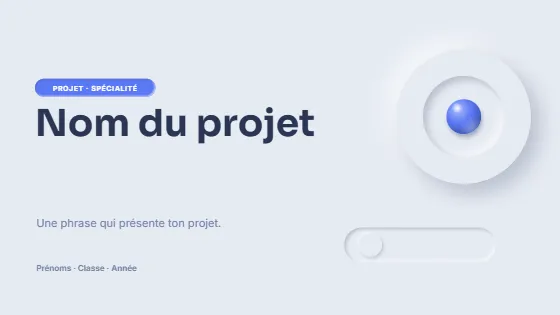 PROJET · SPÉCIALITÉ
Nom du projet
Une phrase qui présente ton projet.
Prénoms · Classe · Année